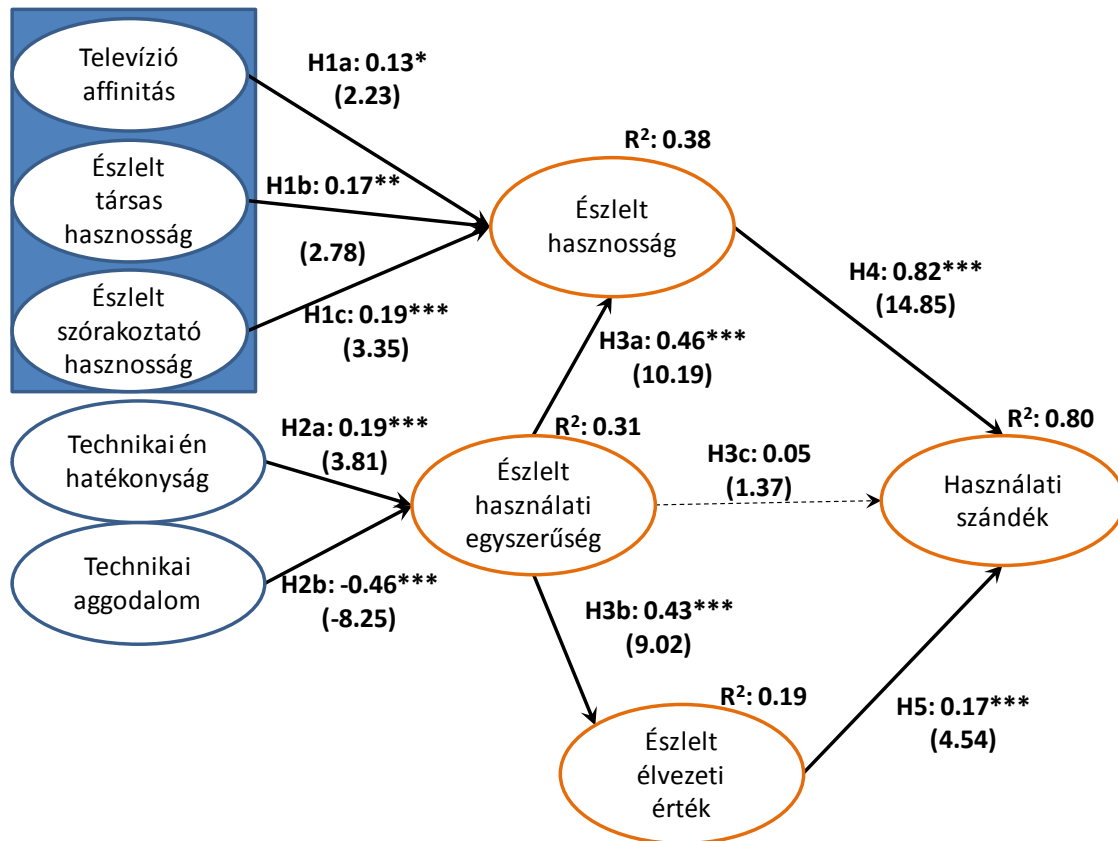 Televízió
affinitás
Észlelt
társas
hasznosság
Észlelt
szórakoztató
hasznosság
H1a: 0.13*
(2.23)
H1b: 0.17**
(2.78)
H1c: 0.19***
(3.35)
R²: 0.38
Észlelt
hasznosság
H4: 0.82***
(14.85)
H3a: 0.46***
(10.19)
Technikai én
hatékonyság
Technikai
aggodalom
H2a: 0.19***
(3.81)
H2b: -0.46***
(-8.25)
R²: 0.31
Észlelt
használati
egyszerűség
H3c: 0.05
(1.37)
R²: 0.80
Használati
szándék
H3b: 0.43***
(9.02)
R²: 0.19
Észlelt
élvezeti
érték
H5: 0.17***
(4.54)